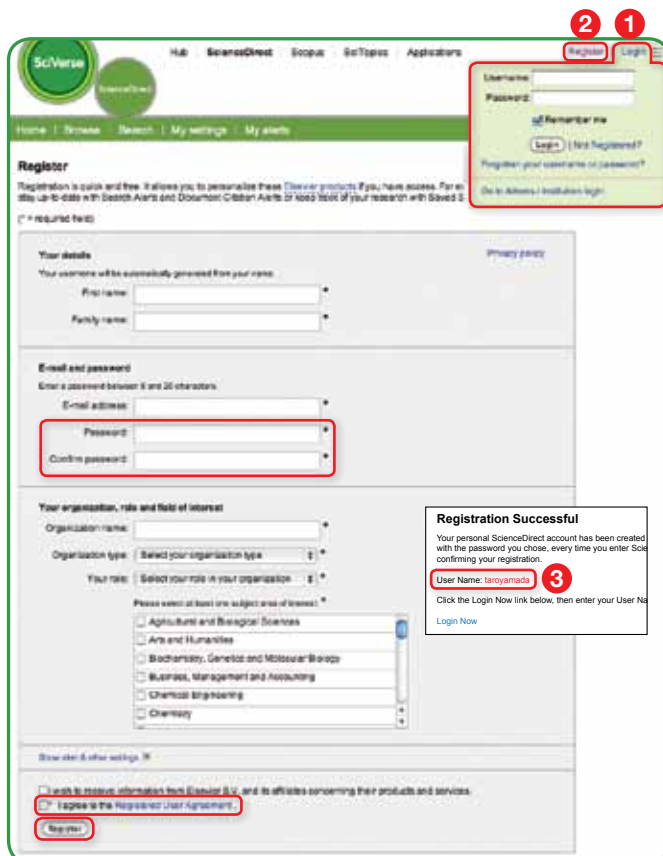 2
1
SciVerse
ScienceDirect
Hub ScienceDirect Scopus SciTopics Applications
Register Login
Username:
Password:
Remember me
Login | Not Registered?
Forgotten your username or password?
Go to Athens / Institution login
Home | Browse | Search | My settings | My alerts
Register
Registration is quick and free. It allows you to personalize these Elsevier products if you have access. For ex
stay up-to-date with Search Alerts and Document Citation Alerts or keep track of your research with Saved S
(* = required field)
Your details
Privacy policy
Your username will be automatically generated from your name.
First name: *
Family name: *
E-mail and password
Enter a password between 5 and 20 characters.
E-mail address: *
Password: *
Confirm password: *
Your organization, role and field of interest
Organization name: *
Organization type: Select your organization type *
Your role: Select your role in your organization *
Please select at least one subject area of interest: *
Agricultural and Biological Sciences
Arts and Humanities
Biochemistry, Genetics and Molecular Biology
Business, Management and Accounting
Chemical Engineering
Chemistry
Registration Successful
Your personal ScienceDirect account has been created
with the password you chose, every time you enter Scie
confirming your registration.
User Name: taroyamada
3
Click the Login Now link below, then enter your User Na
Login Now
Show alert & other settings
I wish to receive information from Elsevier B.V. and its affiliates concerning their products and services.
* I agree to the Registered User Agreement.
Register